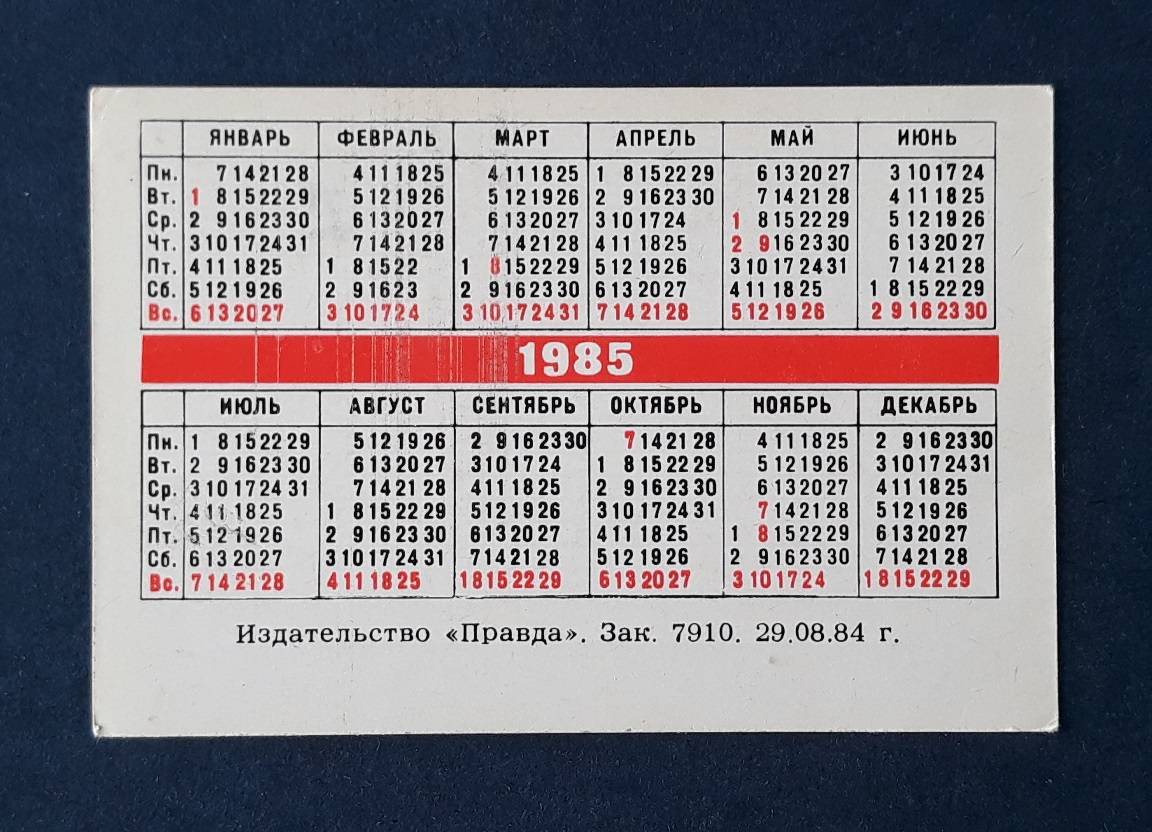 ЯНВАРЬ ФЕВРАЛЬ МАРТ АПРЕЛЬ МАЙ ИЮНЬ
Пн. 7 14 21 28 4 11 18 25 4 11 18 25 1 8 15 22 29 6 13 20 27 3 10 17 24
Вт. 1 8 15 22 29 5 12 19 26 5 12 19 26 2 9 16 23 30 7 14 21 28 4 11 18 25
Ср. 2 9 16 23 30 6 13 20 27 6 13 20 27 3 10 17 24 1 8 15 22 29 5 12 19 26
Чт. 3 10 17 24 31 7 14 21 28 7 14 21 28 4 11 18 25 2 9 16 23 30 6 13 20 27
Пт. 4 11 18 25 1 8 15 22 1 8 15 22 29 5 12 19 26 3 10 17 24 31 7 14 21 28
Сб. 5 12 19 26 2 9 16 23 2 9 16 23 30 6 13 20 27 4 11 18 25 1 8 15 22 29
Вс. 6 13 20 27 3 10 17 24 3 10 17 24 31 7 14 21 28 5 12 19 26 2 9 16 23 30
1985
ИЮЛЬ АВГУСТ СЕНТЯБРЬ ОКТЯБРЬ НОЯБРЬ ДЕКАБРЬ
Пн. 1 8 15 22 29 5 12 19 26 2 9 16 23 30 7 14 21 28 4 11 18 25 2 9 16 23 30
Вт. 2 9 16 23 30 6 13 20 27 3 10 17 24 1 8 15 22 29 5 12 19 26 3 10 17 24 31
Ср. 3 10 17 24 31 7 14 21 28 4 11 18 25 2 9 16 23 30 6 13 20 27 4 11 18 25
Чт. 4 11 18 25 1 8 15 22 29 5 12 19 26 3 10 17 24 31 7 14 21 28 5 12 19 26
Пт. 5 12 19 26 2 9 16 23 30 6 13 20 27 4 11 18 25 1 8 15 22 29 6 13 20 27
Сб. 6 13 20 27 3 10 17 24 31 7 14 21 28 5 12 19 26 2 9 16 23 30 7 14 21 28
Вс. 7 14 21 28 4 11 18 25 1 8 15 22 29 6 13 20 27 3 10 17 24 1 8 15 22 29
Издательство «Правда». Зак. 7910. 29.08.84 г.